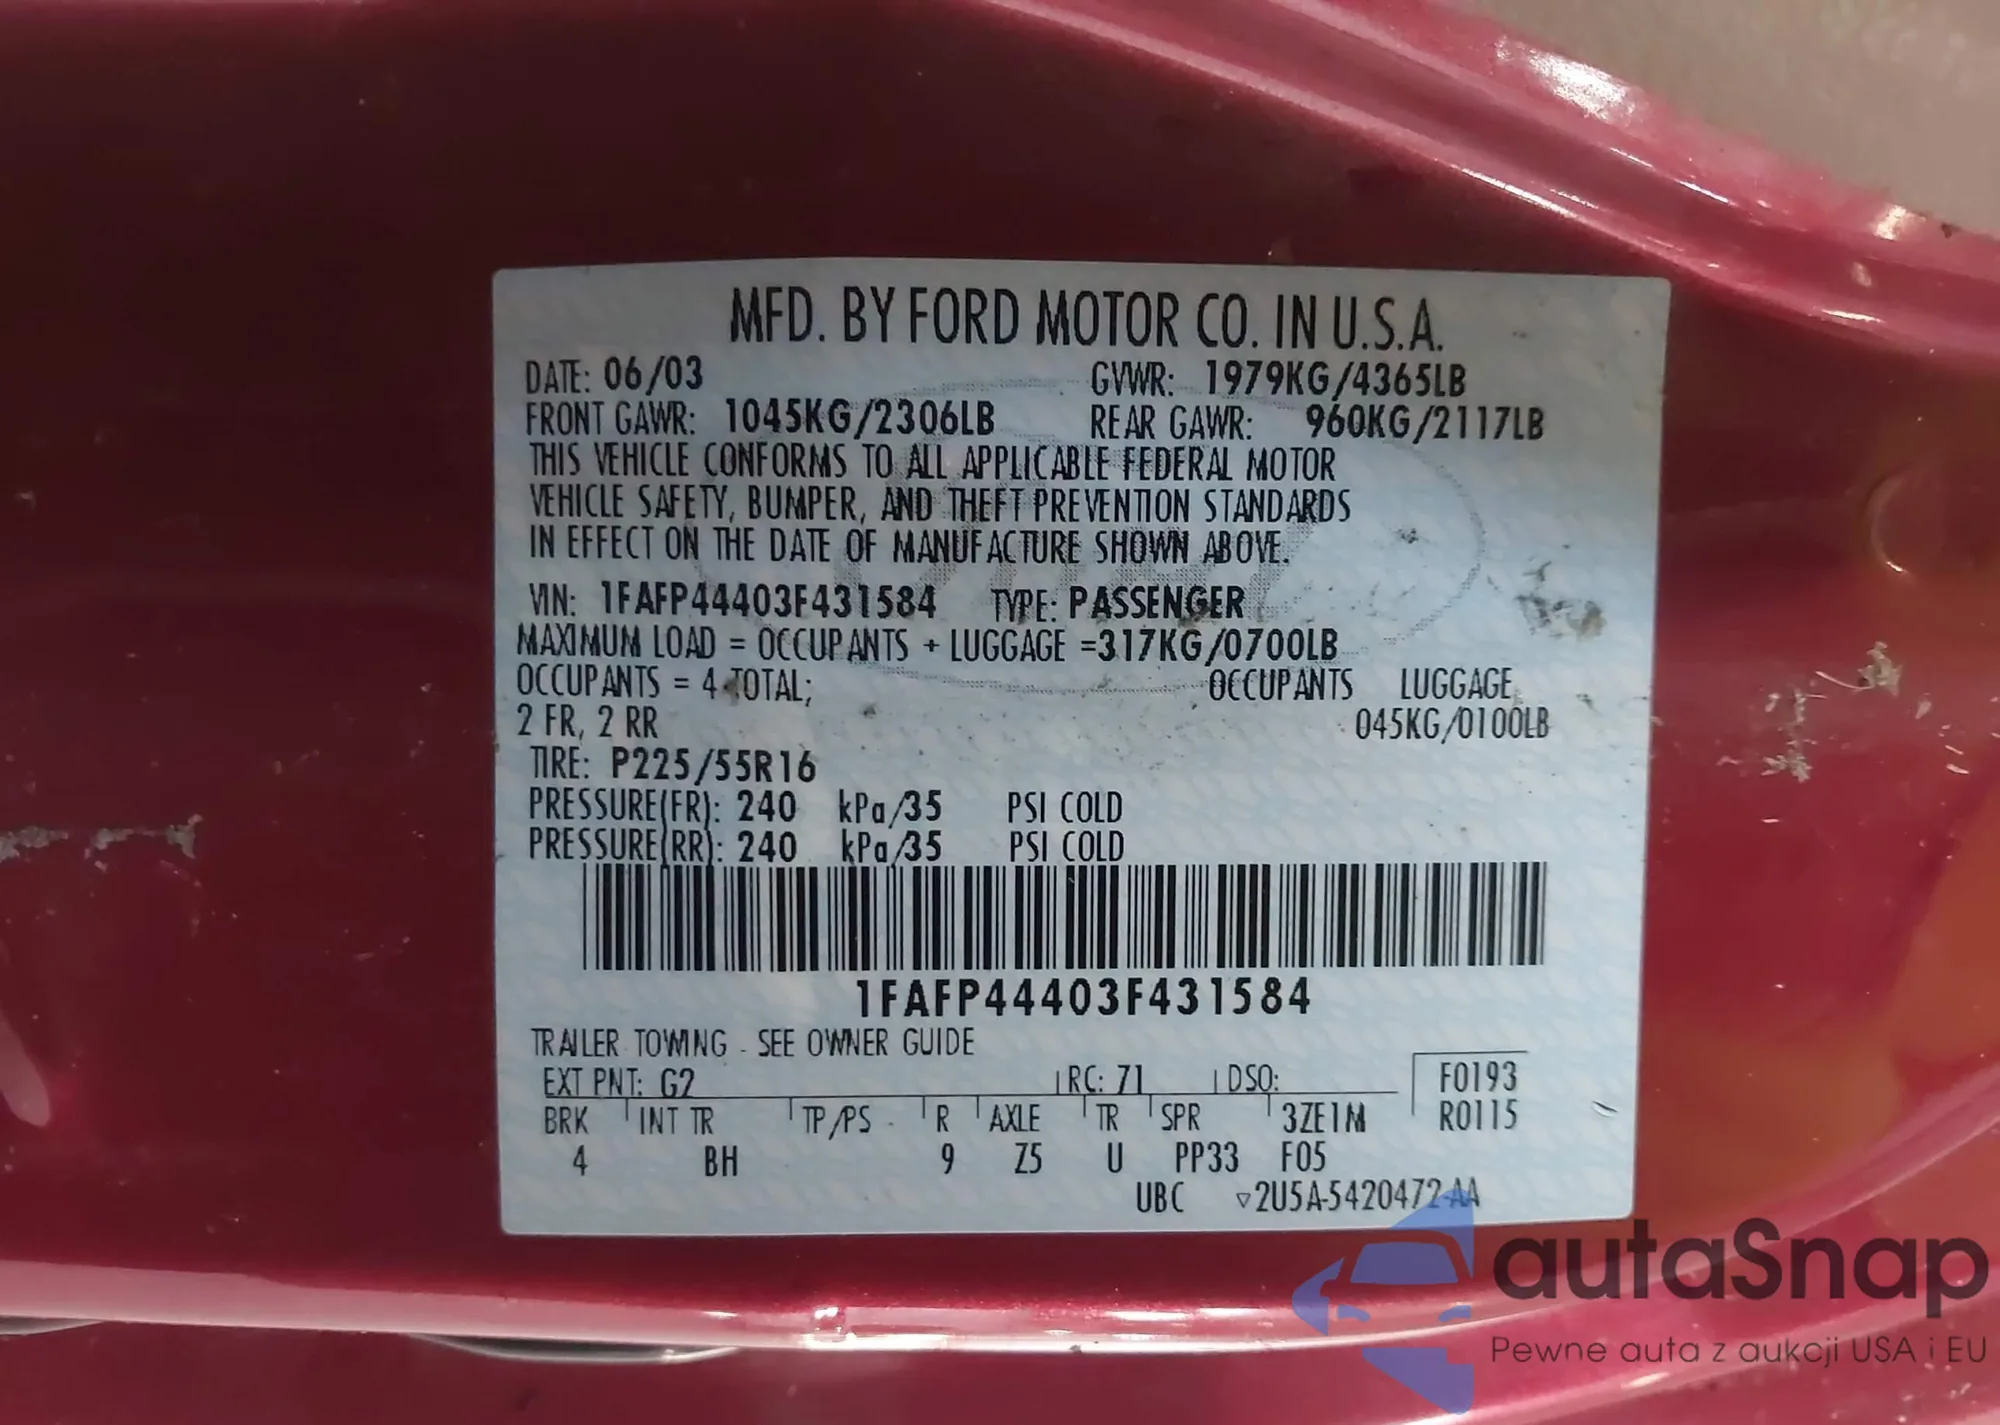 MFD. BY FORD MOTOR CO. IN U.S.A.
DATE: 06/03 GVWR: 1979KG/4365LB
FRONT GAWR: 1045KG/2306LB REAR GAWR: 960KG/2117LB
THIS VEHICLE CONFORMS TO ALL APPLICABLE FEDERAL MOTOR
VEHICLE SAFETY, BUMPER, AND THEFT PREVENTION STANDARDS
IN EFFECT ON THE DATE OF MANUFACTURE SHOWN ABOVE.
VIN: 1FAFP44403F431584 TYPE: PASSENGER
MAXIMUM LOAD = OCCUPANTS + LUGGAGE =317KG/0700LB
OCCUPANTS = 4 TOTAL; OCCUPANTS LUGGAGE
2 FR, 2 RR 045KG/0100LB
TIRE: P225/55R16
PRESSURE(FR): 240 kPa/35 PSI COLD
PRESSURE(RR): 240 kPa/35 PSI COLD
1FAFP44403F431584
TRAILER TOWING - SEE OWNER GUIDE
EXT PNT: G2 RC: 71 DSO: F0193
BRK INT TR TP/PS R AXLE TR SPR 3ZE1M R0115
4 BH 9 Z5 U PP33 F05
UBC ▽2U5A-5420472-AA
autaSnap
Pewne auta z aukcji USA i EU